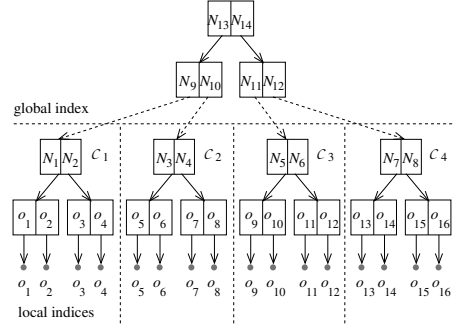 N13 N14
N9 N10 N11 N12
global index
N1 N2 C1 N3 N4 C2 N5 N6 C3 N7 N8 C4
o1 o2 o3 o4 o5 o6 o7 o8 o9 o10 o11 o12 o13 o14 o15 o16
o1 o2 o3 o4 o5 o6 o7 o8 o9 o10 o11 o12 o13 o14 o15 o16
local indices